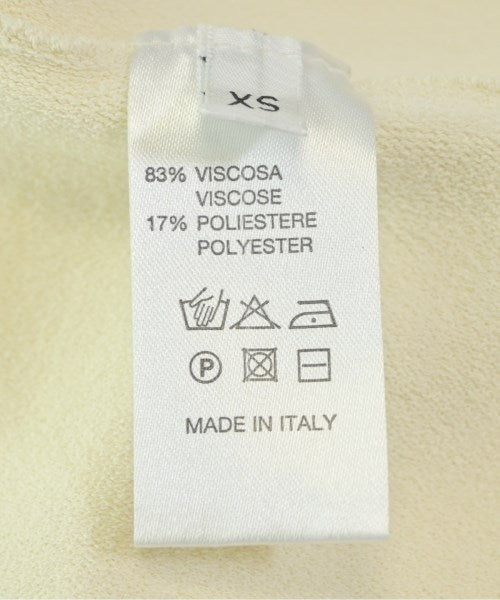 XS
83% VISCOSA
VISCOSE
17% POLIESTERE
POLYESTER
P
MADE IN ITALY